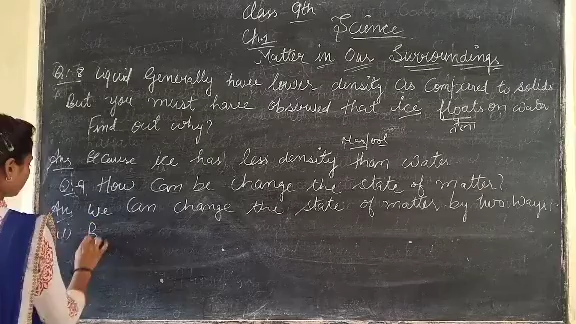 Class 9th
Science
Ch:1
Matter in Our Surroundings
Q:8 Liquid Generally have lower density as compared to solids
But you must have observed that ice floats on water
Find out why?
Ans Because ice has less density than water
Q:9 How can be change the state of matter?
Ans We can change the state of matter by two ways
(i) B